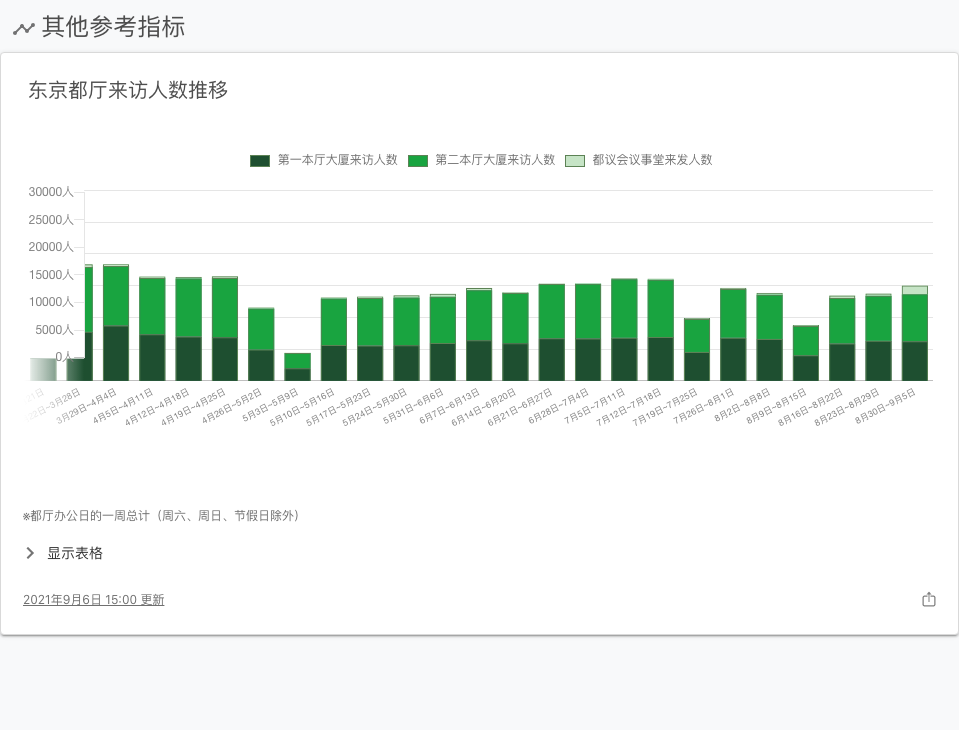 其他参考指标
东京都厅来访人数推移
第一本厅大厦来访人数 第二本厅大厦来访人数 都议会议事堂来发人数
30000人
25000人
20000人
15000人
10000人
5000人
0人
3月29日~4月4日
4月5日~4月11日
4月12日~4月18日
4月19日~4月25日
4月26日~5月2日
5月3日~5月9日
5月10日~5月16日
5月17日~5月23日
5月24日~5月30日
5月31日~6月6日
6月7日~6月13日
6月14日~6月20日
6月21日~6月27日
6月28日~7月4日
7月5日~7月11日
7月12日~7月18日
7月19日~7月25日
7月26日~8月1日
8月2日~8月8日
8月9日~8月15日
8月16日~8月22日
8月23日~8月29日
8月30日~9月5日
※都厅办公日的一周总计（周六、周日、节假日除外）
显示表格
2021年9月6日 15:00 更新